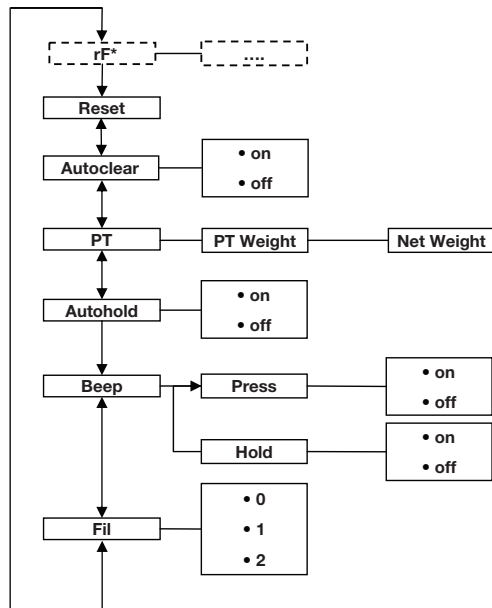 rF* ....
Reset
Autoclear
• on
• off
PT PT Weight Net Weight
Autohold
• on
• off
Beep Press
• on
• off
Hold
• on
• off
Fil
• 0
• 1
• 2